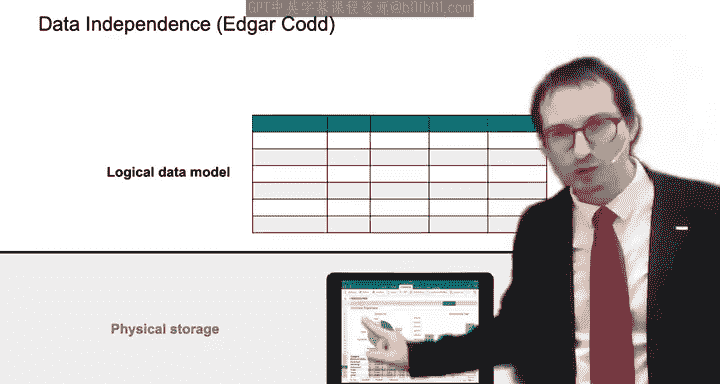 GPT中英字幕课程资源@bilibili.com
Data Independence (Edgar Codd)
Logical data model
Physical storage